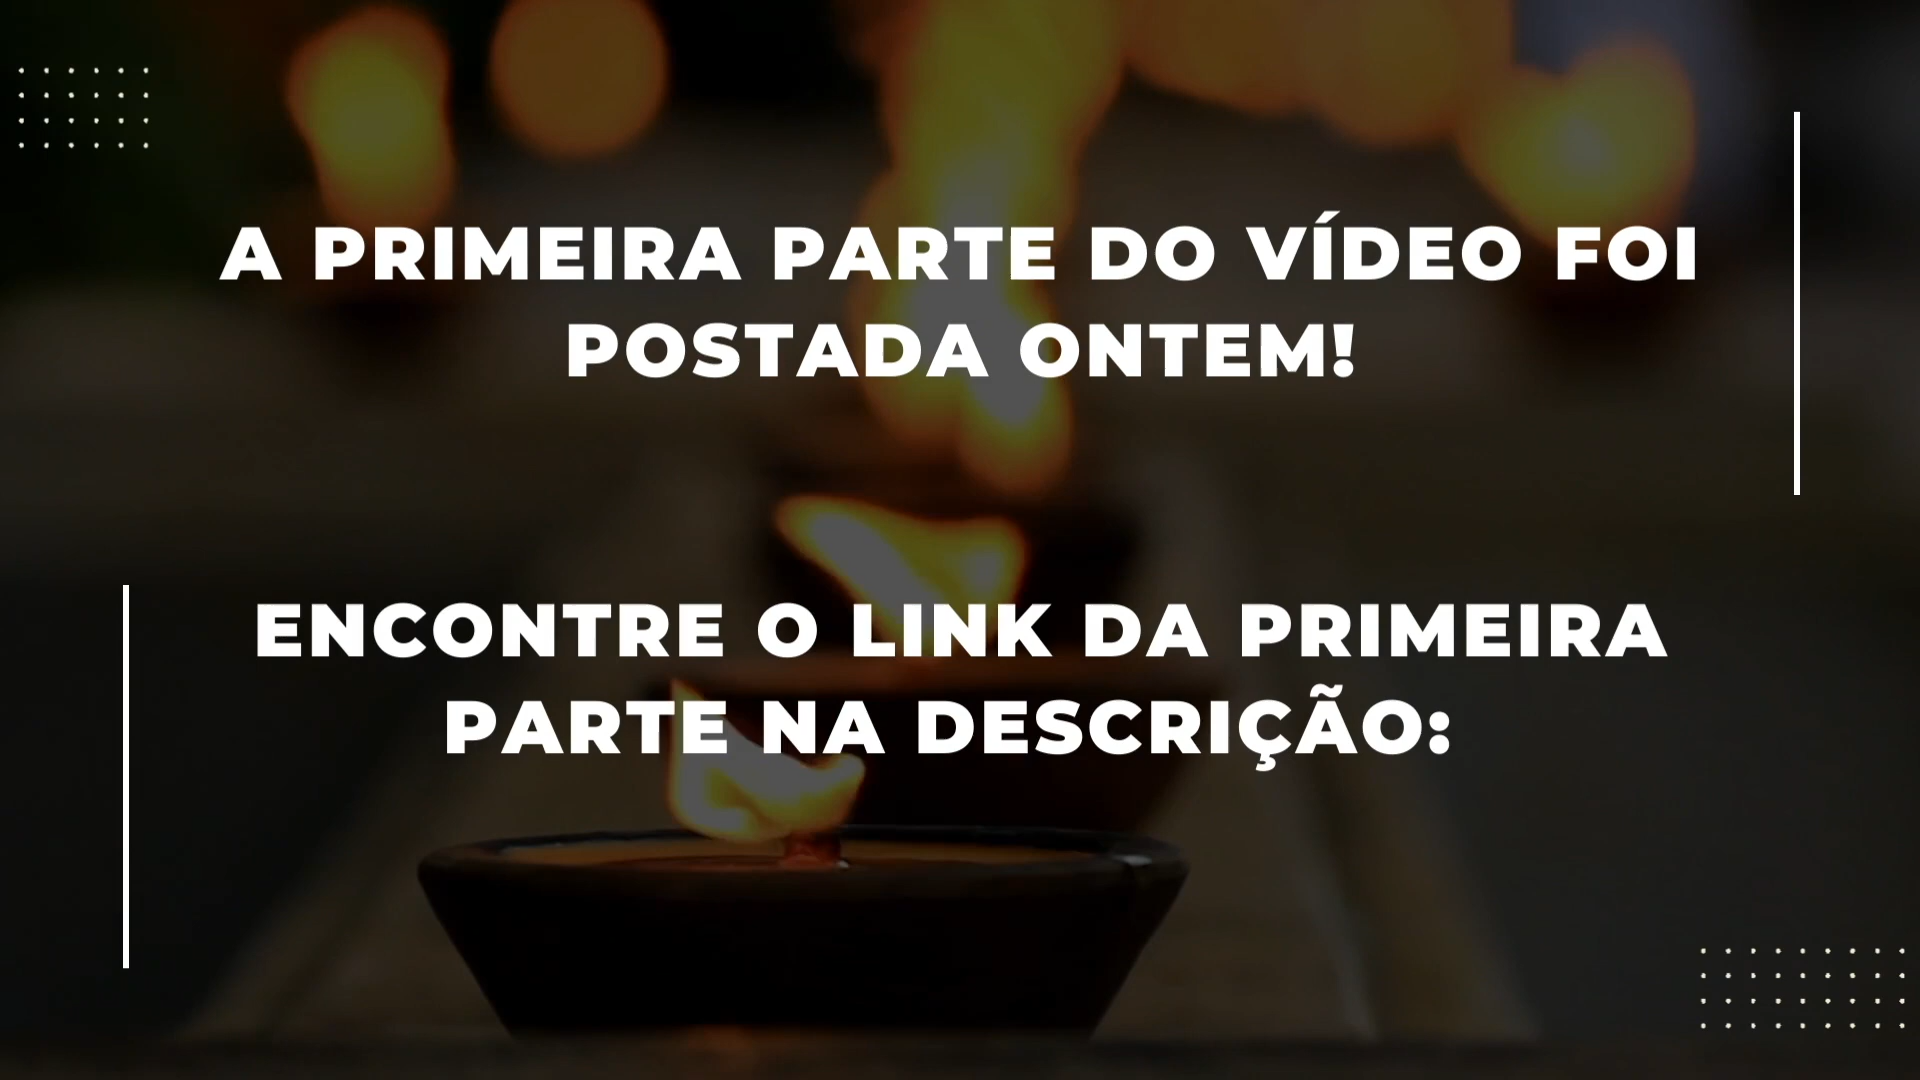 A PRIMEIRA PARTE DO VÍDEO FOI
POSTADA ONTEM!
ENCONTRE O LINK DA PRIMEIRA
PARTE NA DESCRIÇÃO: